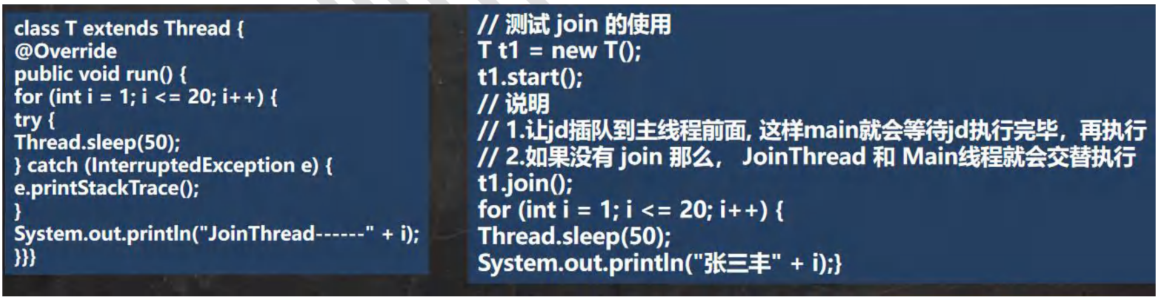 class T extends Thread {
@Override
public void run() {
for (int i = 1; i <= 20; i++) {
try {
Thread.sleep(50);
} catch (InterruptedException e) {
e.printStackTrace();
}
System.out.println("JoinThread------" + i);
}}}
// 测试 join 的使用
T t1 = new T();
t1.start();
// 说明
// 1.让jd插队到主线程前面, 这样main就会等待jd执行完毕，再执行
// 2.如果没有 join 那么， JoinThread 和 Main线程就会交替执行
t1.join();
for (int i = 1; i <= 20; i++) {
Thread.sleep(50);
System.out.println("张三丰" + i);}